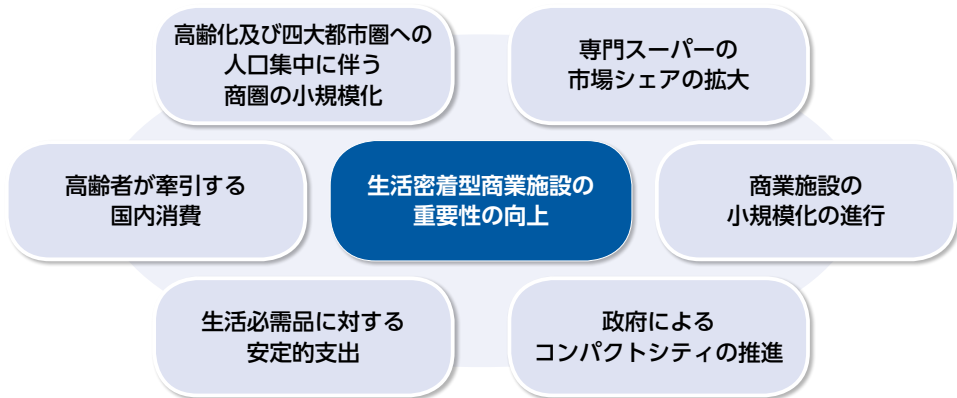 高齢化及び四大都市圏への
人口集中に伴う
商圏の小規模化
専門スーパーの
市場シェアの拡大
高齢者が牽引する
国内消費
生活密着型商業施設の
重要性の向上
商業施設の
小規模化の進行
生活必需品に対する
安定的支出
政府による
コンパクトシティの推進